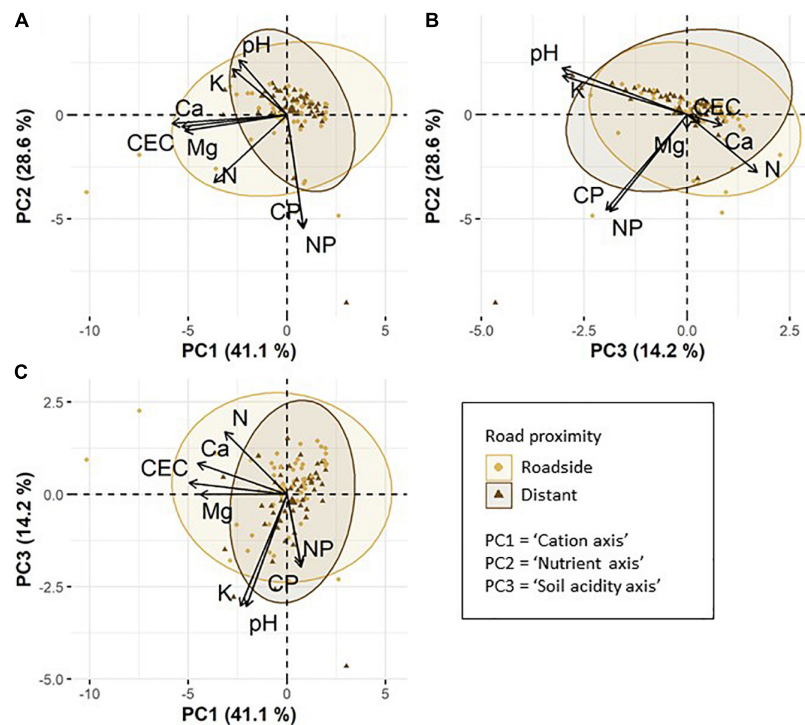 A
pH
K
Ca
CEC
Mg
N
CP
NP
0
-5
PC2 (28.6 %)
-10
-5
0
5
PC1 (41.1 %)
B
pH
K
CEC
Mg
Ca
N
CP
NP
0
-5
PC2 (28.6 %)
-5.0
-2.5
0.0
2.5
PC3 (14.2 %)
C
N
Ca
CEC
Mg
NP
CP
K
pH
2.5
0.0
-2.5
-5.0
PC3 (14.2 %)
-10
-5
0
5
PC1 (41.1 %)
Road proximity
Roadside
Distant
PC1 = ‘Cation axis’
PC2 = ‘Nutrient axis’
PC3 = ‘Soil acidity axis’